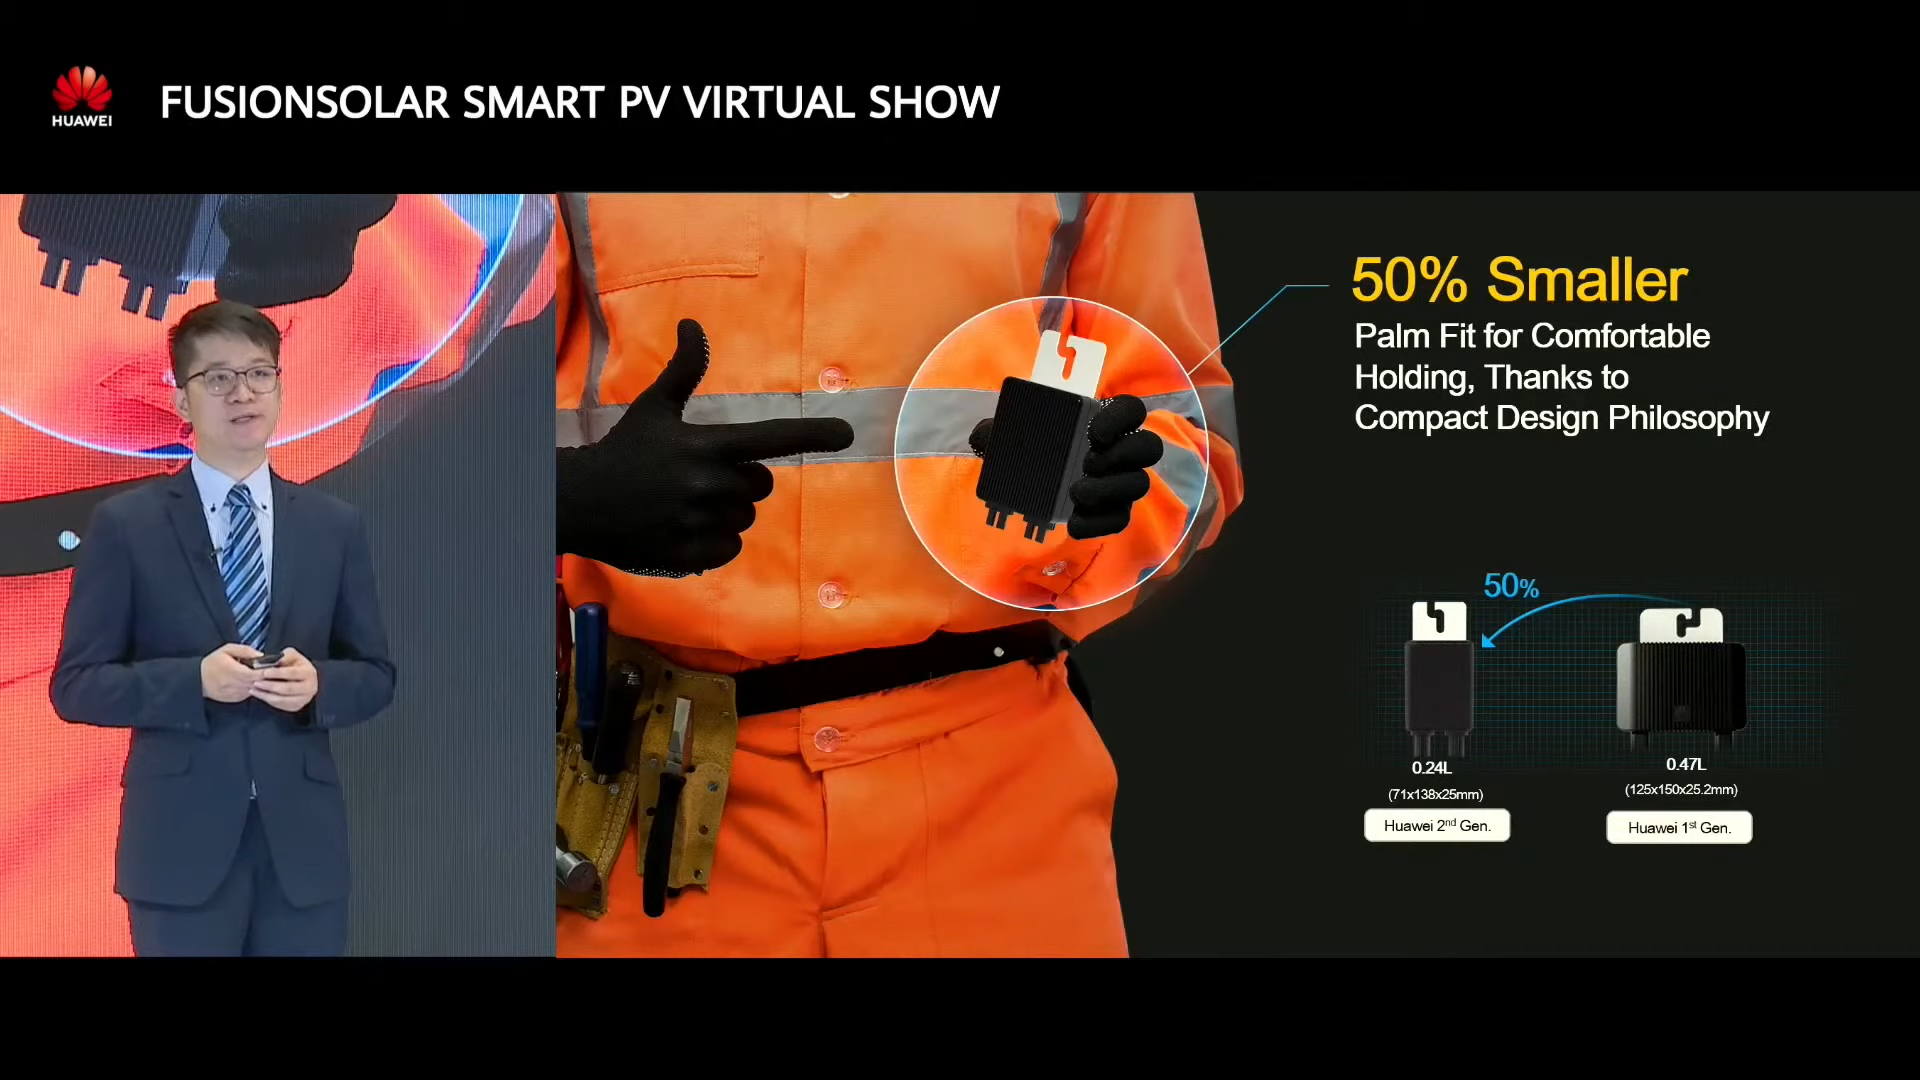 HUAWEI
FUSIONSOLAR SMART PV VIRTUAL SHOW
50% Smaller
Palm Fit for Comfortable
Holding, Thanks to
Compact Design Philosophy
50%
0.24L
(71x138x25mm)
Huawei 2nd Gen.
0.47L
(125x150x25.2mm)
Huawei 1st Gen.